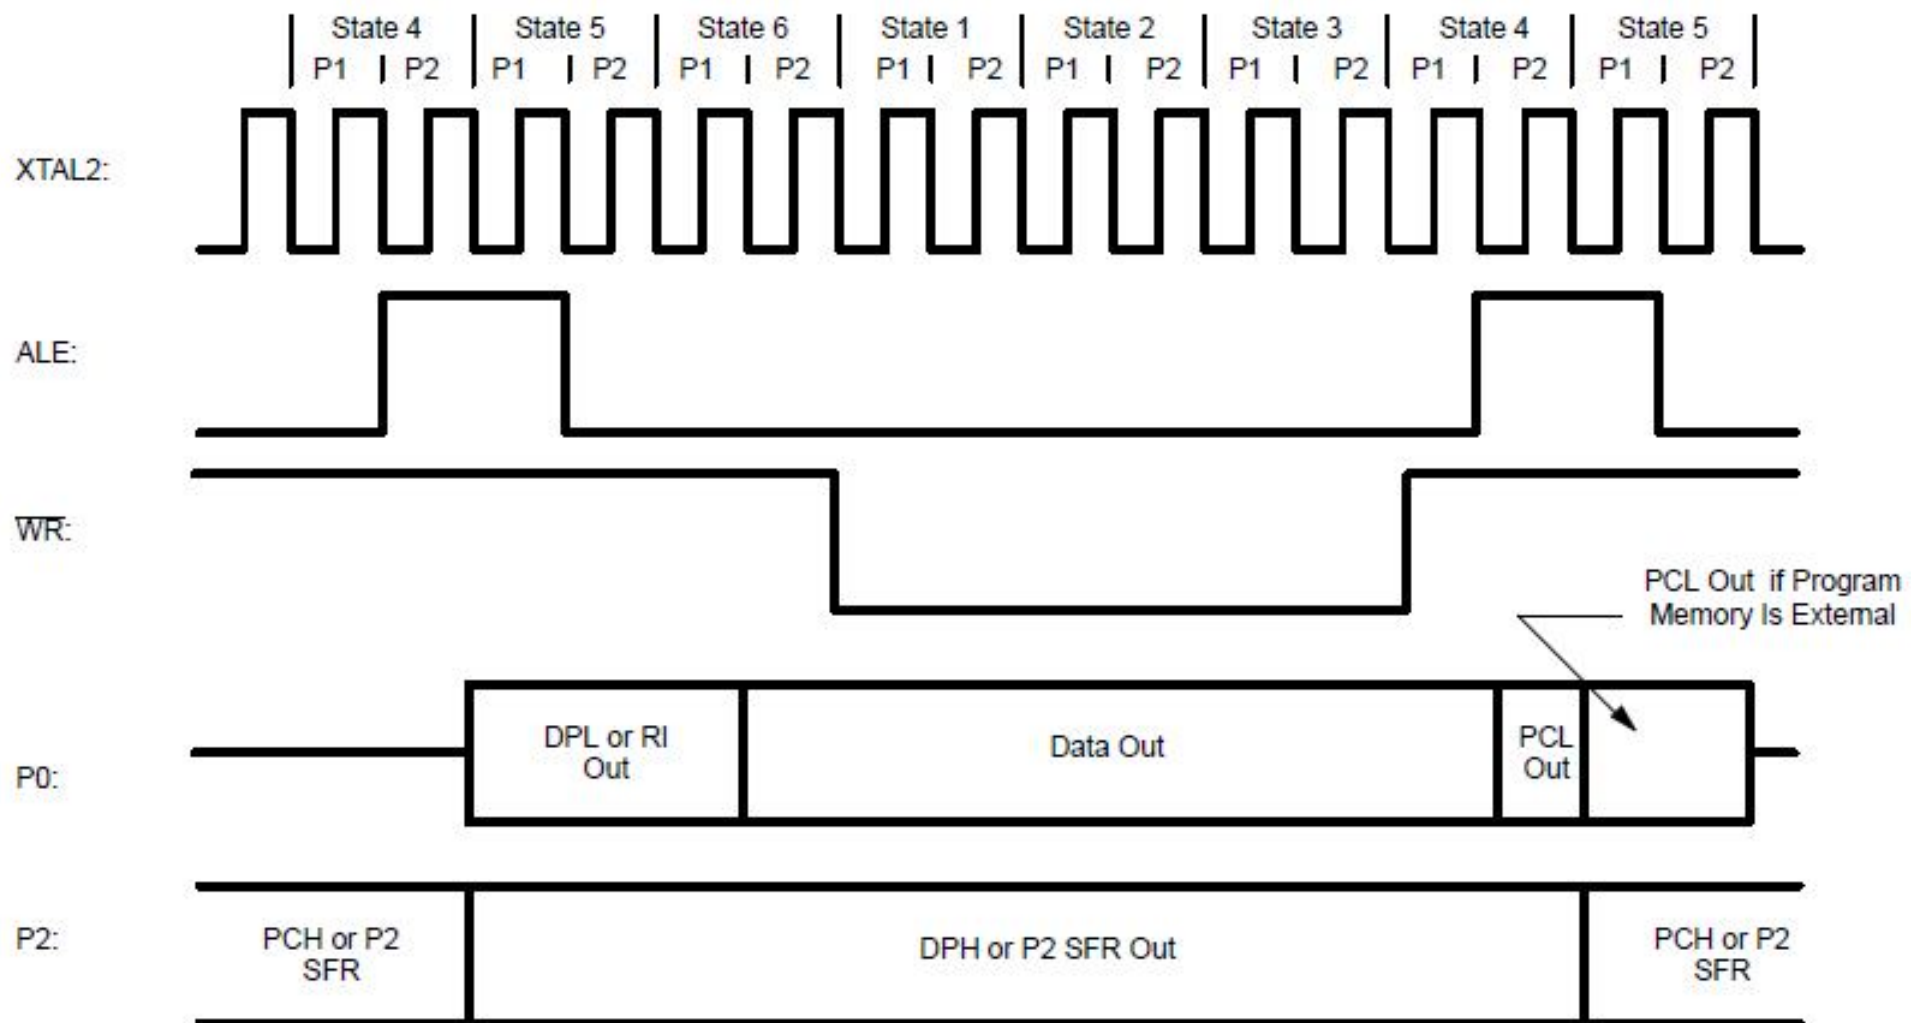 State 4 State 5 State 6 State 1 State 2 State 3 State 4 State 5
P1 P2 P1 P2 P1 P2 P1 P2 P1 P2 P1 P2 P1 P2 P1 P2
XTAL2:
ALE:
WR:
PCL Out if Program
Memory Is External
P0:
DPL or RI
Out
Data Out
PCL
Out
P2:
PCH or P2
SFR
DPH or P2 SFR Out
PCH or P2
SFR